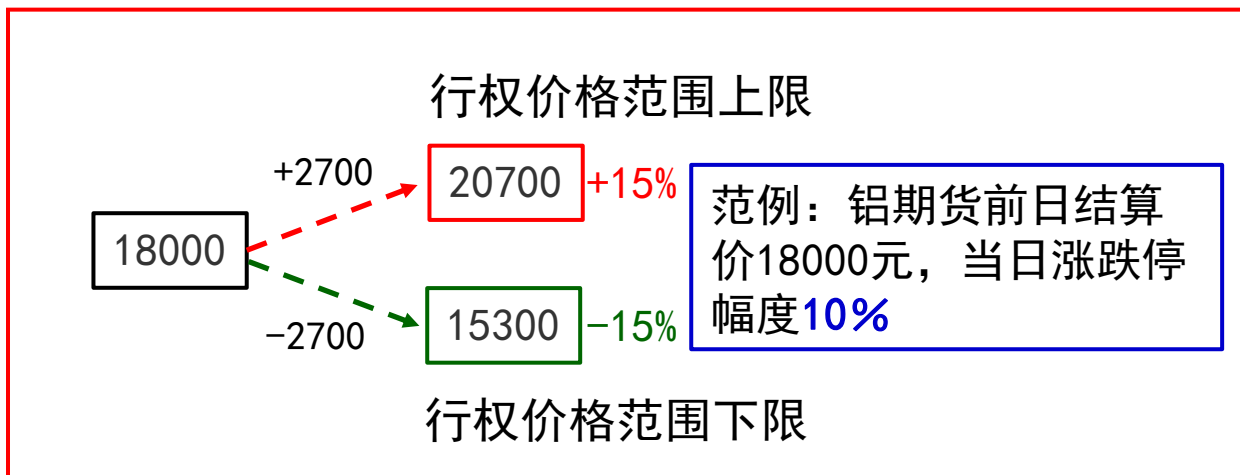 行权价格范围上限
+2700
20700
+15%
18000
范例：铝期货前日结算
价18000元，当日涨跌停
幅度10%
-2700
15300
-15%
行权价格范围下限